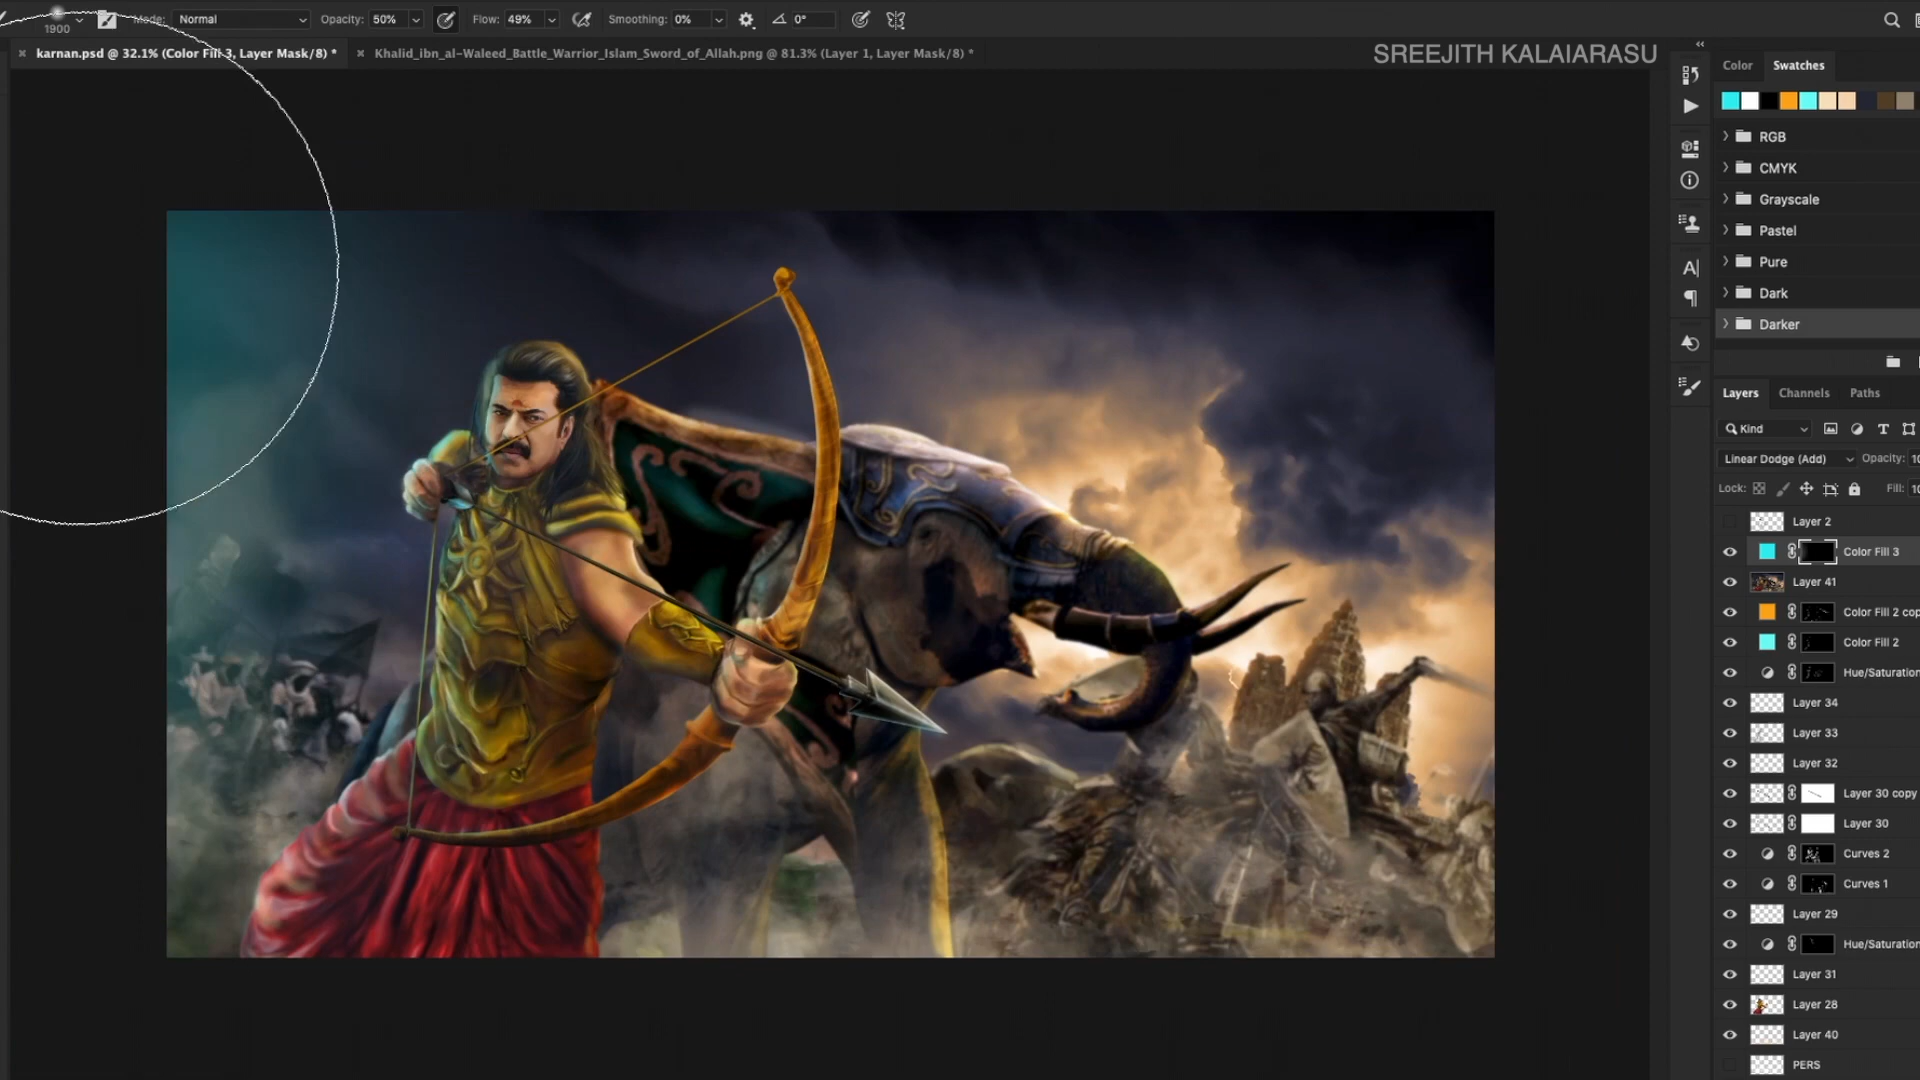 1900
Mode: Normal
Opacity: 50%
Flow: 49%
Smoothing: 0%
0°
karnan.psd @ 32.1% (Color Fill 3, Layer Mask/8) *
Khalid_ibn_al-Waleed_Battle_Warrior_Islam_Sword_of_Allah.png @ 81.3% (Layer 1, Layer Mask/8) *
SREEJITH KALAIARASU
Color
Swatches
RGB
CMYK
Grayscale
Pastel
Pure
Dark
Darker
Layers
Channels
Paths
Kind
Linear Dodge (Add)
Opacity: 10
Lock:
Fill: 10
Layer 2
Color Fill 3
Layer 41
Color Fill 2 cop
Color Fill 2
Hue/Saturation
Layer 34
Layer 33
Layer 32
Layer 30 copy
Layer 30
Curves 2
Curves 1
Layer 29
Hue/Saturation
Layer 31
Layer 28
Layer 40
PERS